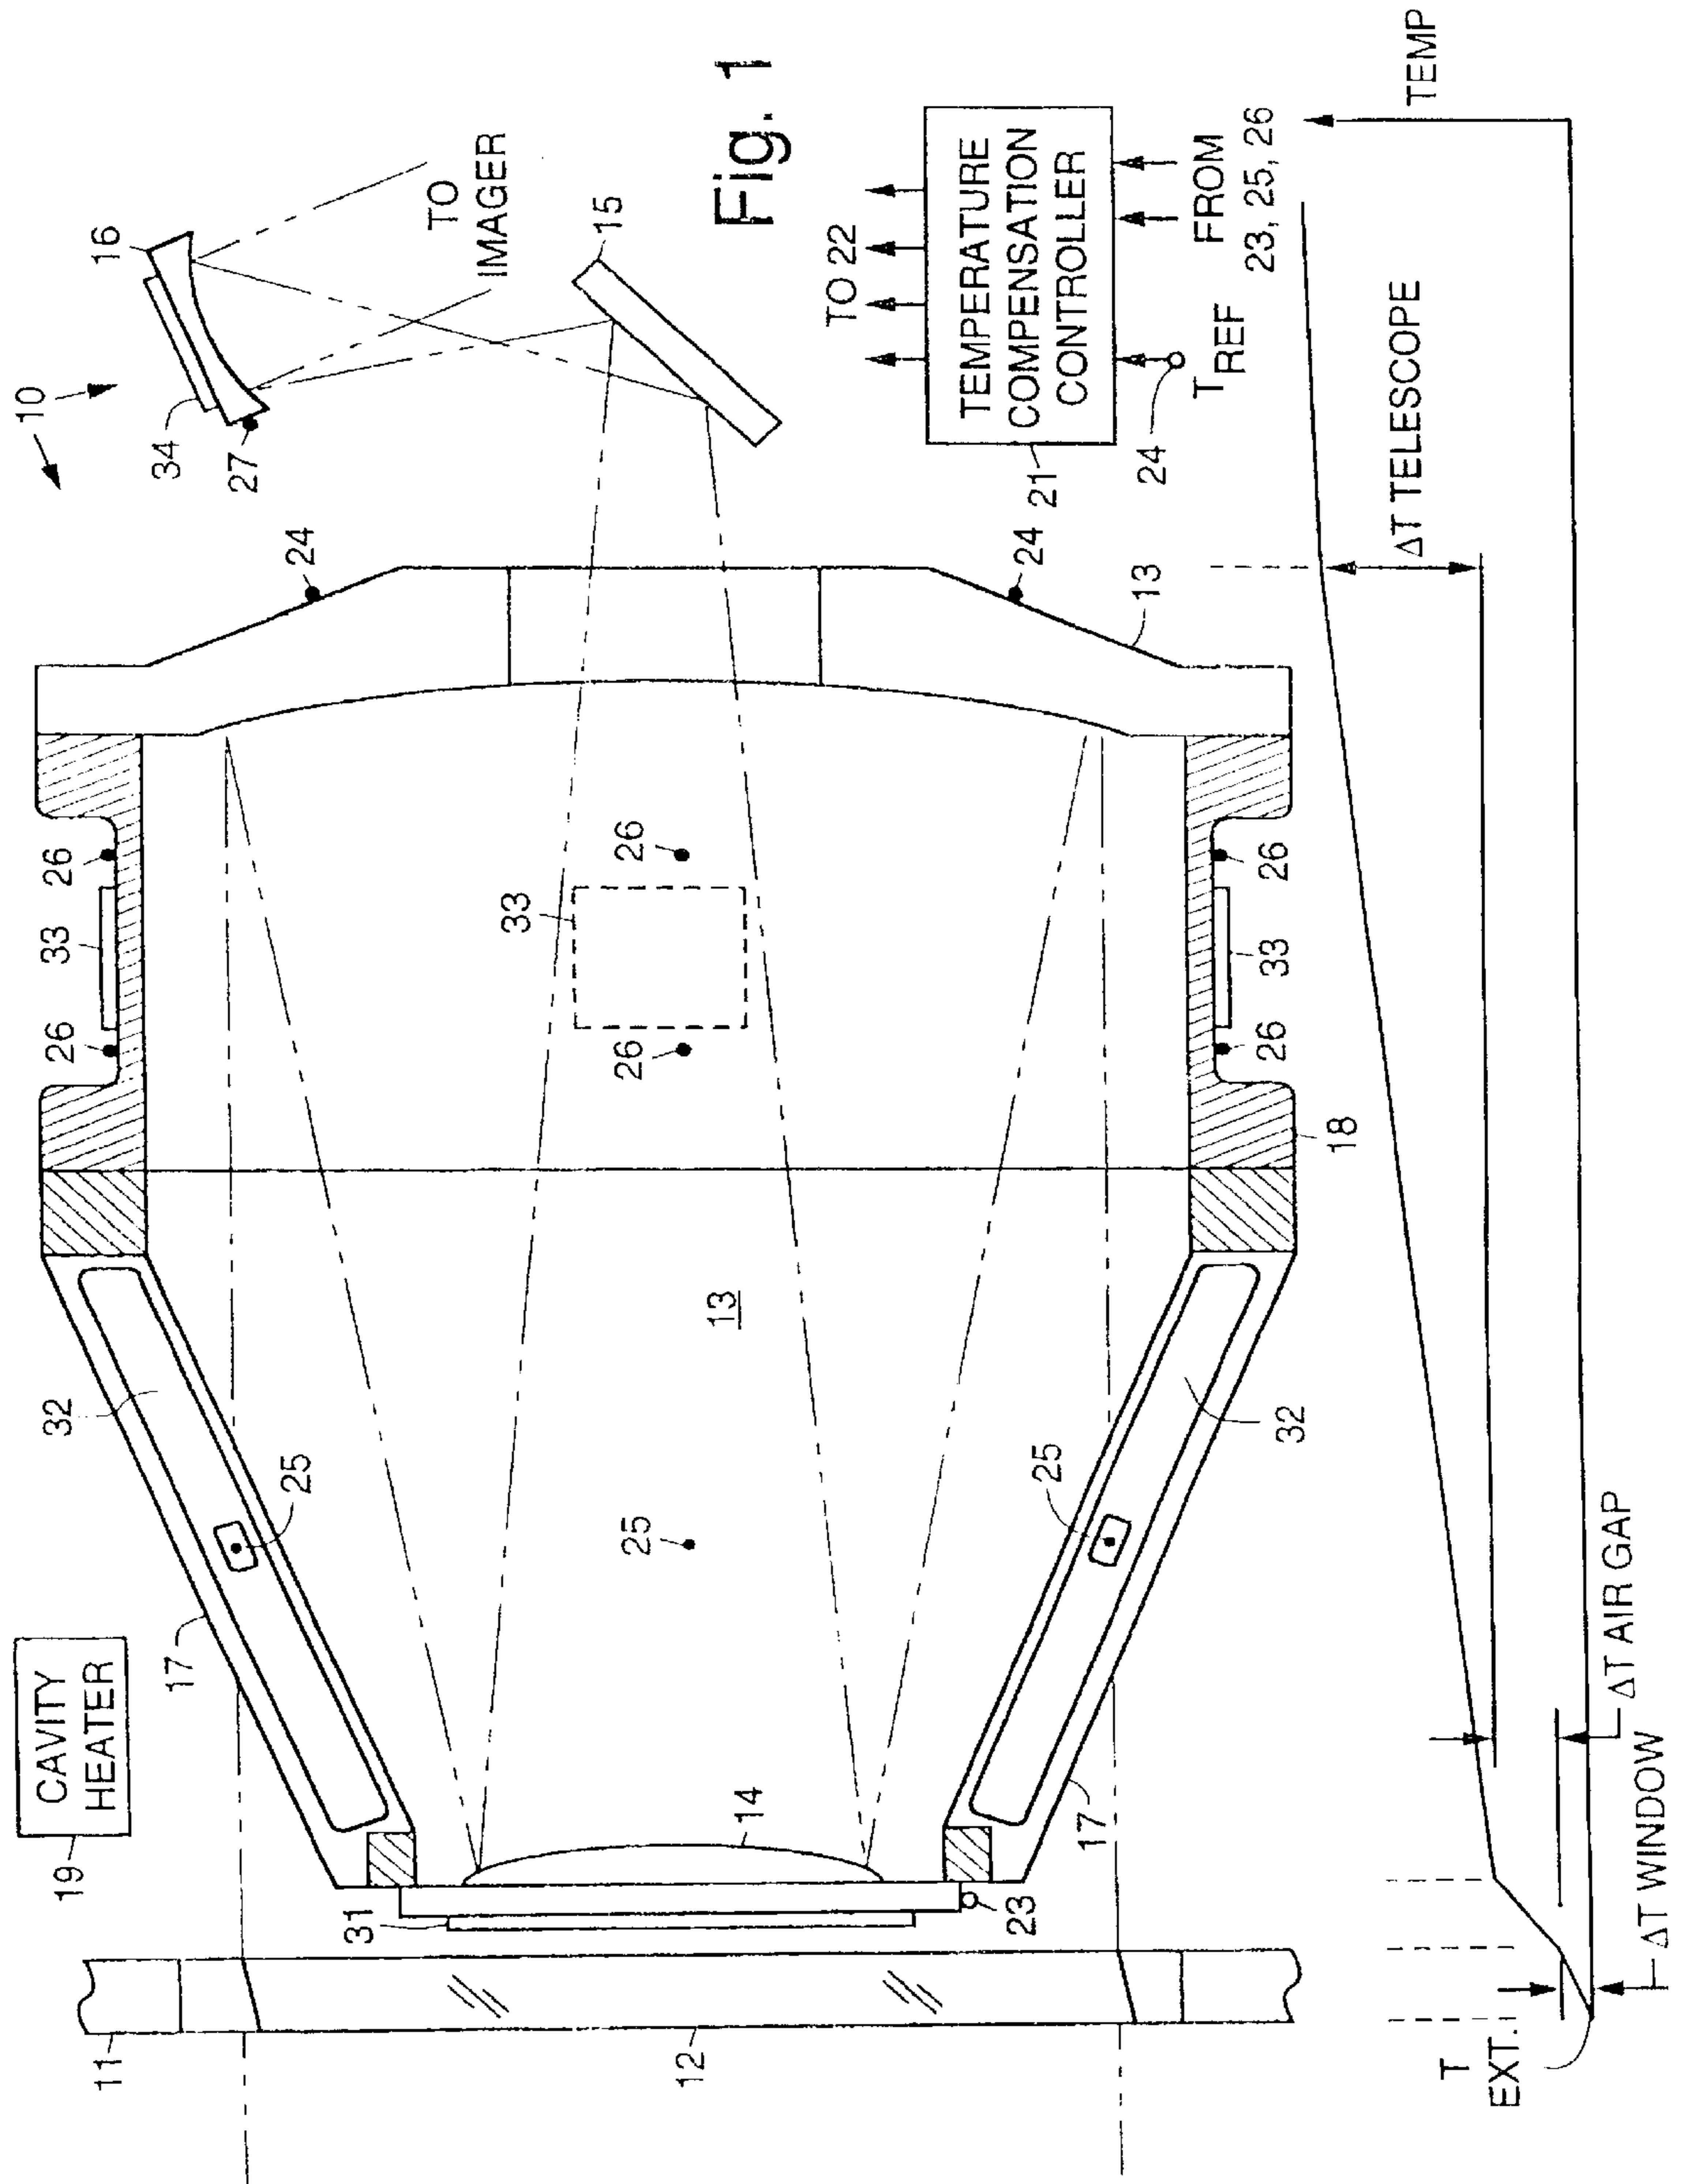 Fig. 1
10
16
34
27
TO
IMAGER
15
24
24
13
TO 22
TEMPERATURE
COMPENSATION
CONTROLLER
21
24
T REF
FROM
23, 25, 26
TEMP
ΔT TELESCOPE
26
33
26
33
26
26
26
33
26
18
13
32
25
25
25
32
17
17
CAVITY
HEATER
19
14
31
23
11
12
T
EXT.
ΔT WINDOW
ΔT AIR GAP